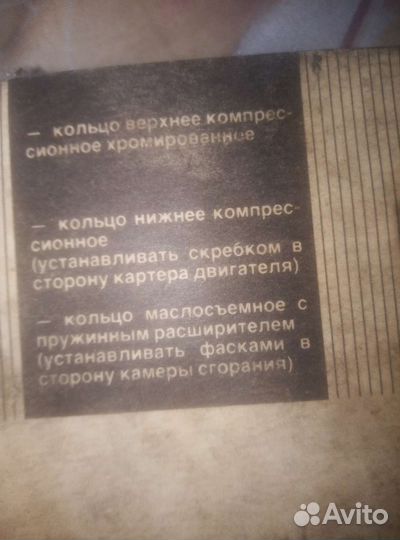 — кольцо верхнее компрес-
сионное хромированное
— кольцо нижнее компрес-
сионное
(устанавливать скребком в
сторону картера двигателя)
— кольцо маслосъемное с
пружинным расширителем
(устанавливать фасками в
сторону камеры сгорания)
Avito